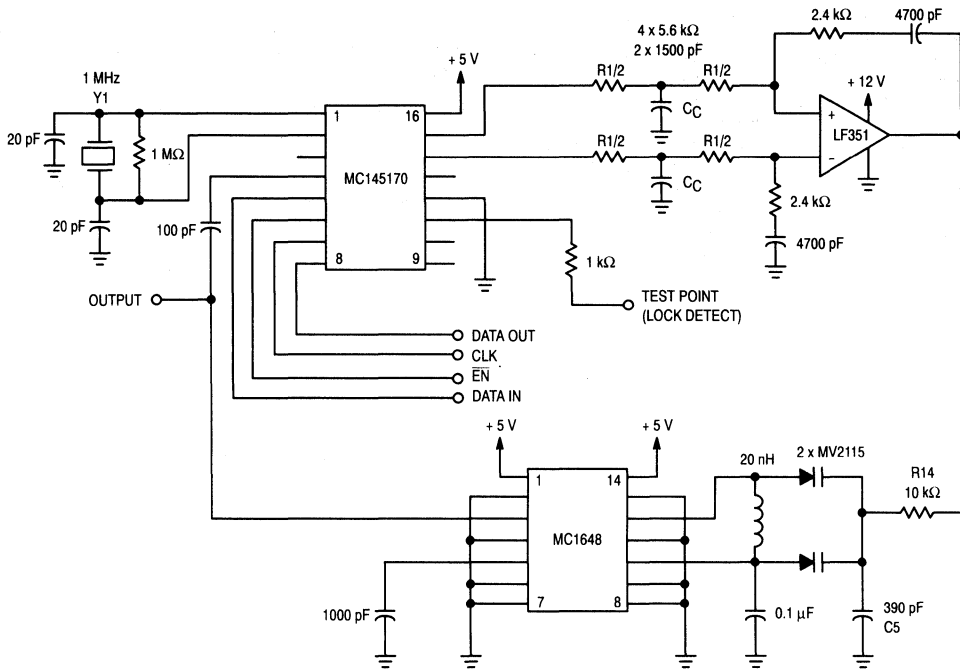 2.4 kΩ
4700 pF
4 x 5.6 kΩ
2 x 1500 pF
+ 5 V
R1/2
R1/2
+ 12 V
1 MHz
Y1
1
16
C_C
+
LF351
–
20 pF
1 MΩ
R1/2
R1/2
MC145170
C_C
2.4 kΩ
20 pF
100 pF
4700 pF
8
9
1 kΩ
OUTPUT
TEST POINT
(LOCK DETECT)
DATA OUT
CLK
E̅N̅
DATA IN
+ 5 V
+ 5 V
20 nH
2 x MV2115
1
14
R14
10 kΩ
MC1648
1000 pF
7
8
0.1 µF
390 pF
C5